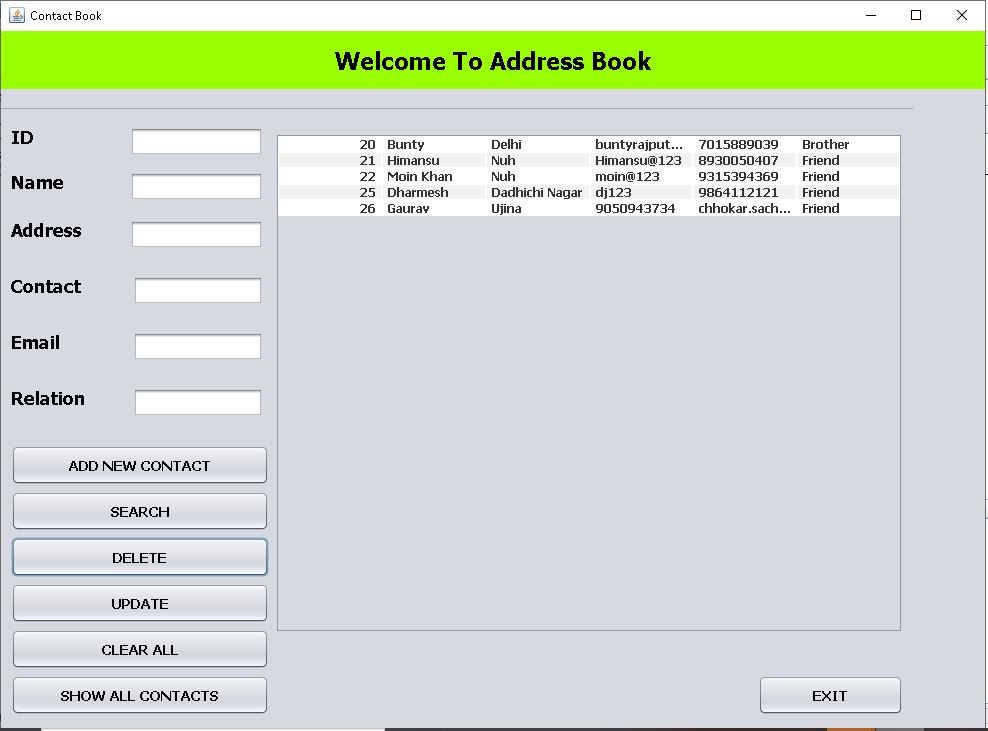 Contact Book
Welcome To Address Book
ID
Name
Address
Contact
Email
Relation
20 Bunty Delhi buntyrajput... 7015889039 Brother
21 Himansu Nuh Himansu@123 8930050407 Friend
22 Moin Khan Nuh moin@123 9315394369 Friend
25 Dharmesh Dadhichi Nagar dj123 9864112121 Friend
26 Gaurav Ujina 9050943734 chhokar.sach... Friend
ADD NEW CONTACT
SEARCH
DELETE
UPDATE
CLEAR ALL
SHOW ALL CONTACTS
EXIT